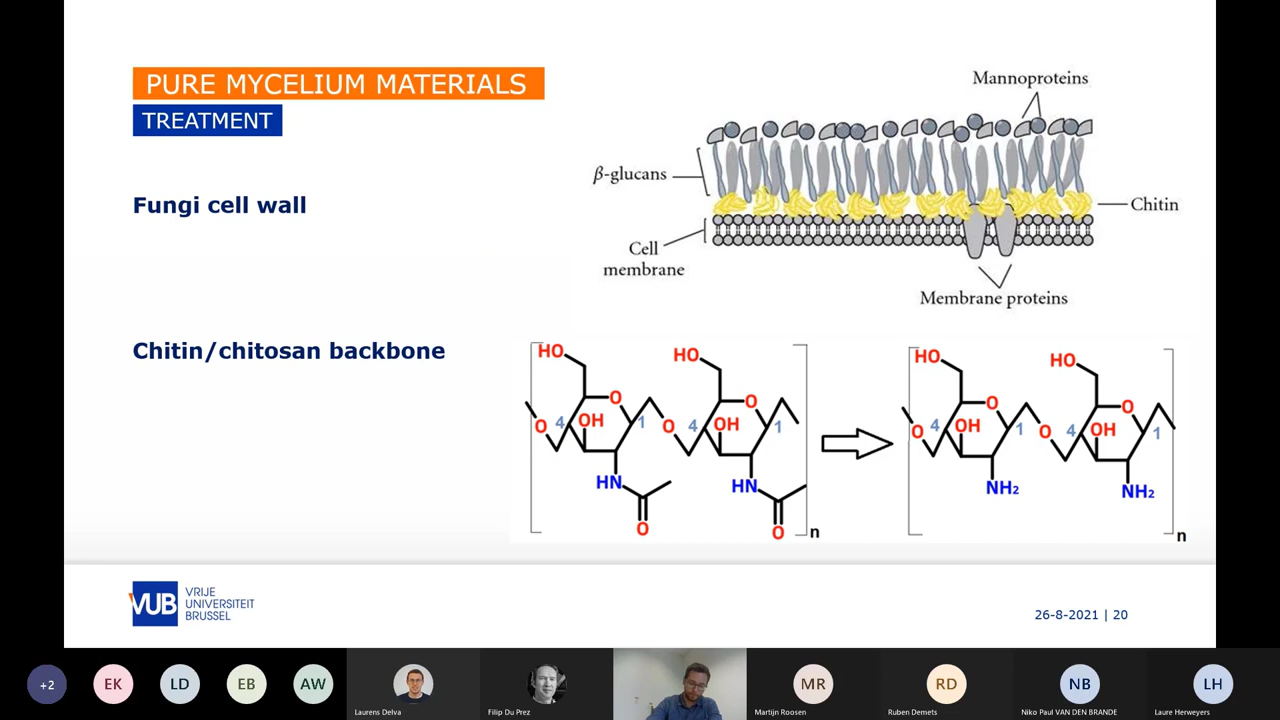 PURE MYCELIUM MATERIALS
TREATMENT
Fungi cell wall
Mannoproteins
β-glucans
Chitin
Cell
membrane
Membrane proteins
Chitin/chitosan backbone
HO
HO
O
O
O
4
OH
1
O
4
OH
1
HN
HN
O
O
n
HO
HO
O
O
O
4
OH
1
O
4
OH
1
NH₂
NH₂
n
VUB
VRIJE
UNIVERSITEIT
BRUSSEL
26-8-2021 | 20
+2
EK
LD
EB
AW
MR
RD
NB
LH
Laurens Delva
Filip Du Prez
Martijn Roosen
Ruben Demets
Niko Paul VAN DEN BRANDE
Laure Herweyers